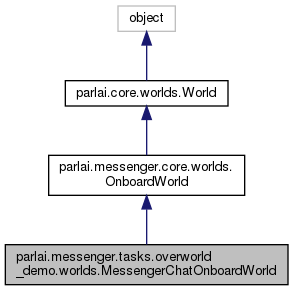 object
parlai.core.worlds.World
parlai.messenger.core.worlds.
OnboardWorld
parlai.messenger.tasks.overworld
_demo.worlds.MessengerChatOnboardWorld